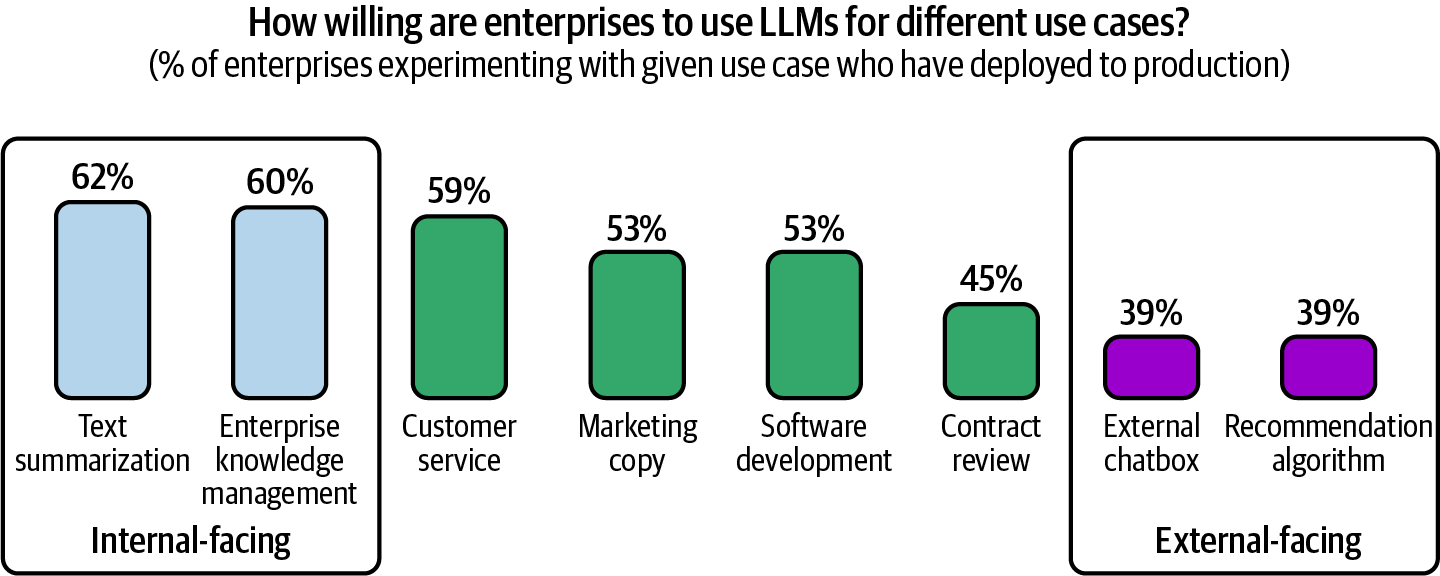 How willing are enterprises to use LLMs for different use cases?
(% of enterprises experimenting with given use case who have deployed to production)
62%
60%
59%
53%
53%
45%
39%
39%
Text
summarization
Enterprise
knowledge
management
Customer
service
Marketing
copy
Software
development
Contract
review
External
chatbox
Recommendation
algorithm
Internal-facing
External-facing